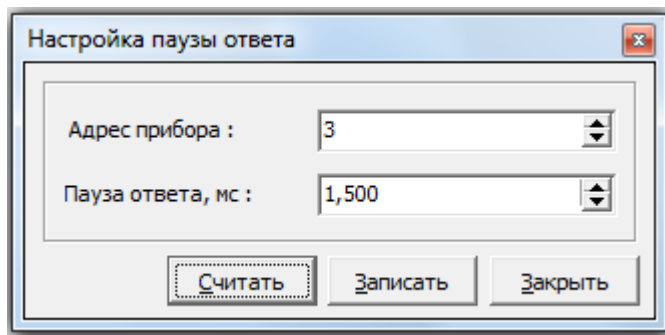 Настройка паузы ответа
Адрес прибора : 3
Пауза ответа, мс : 1,500
Считать Записать Закрыть